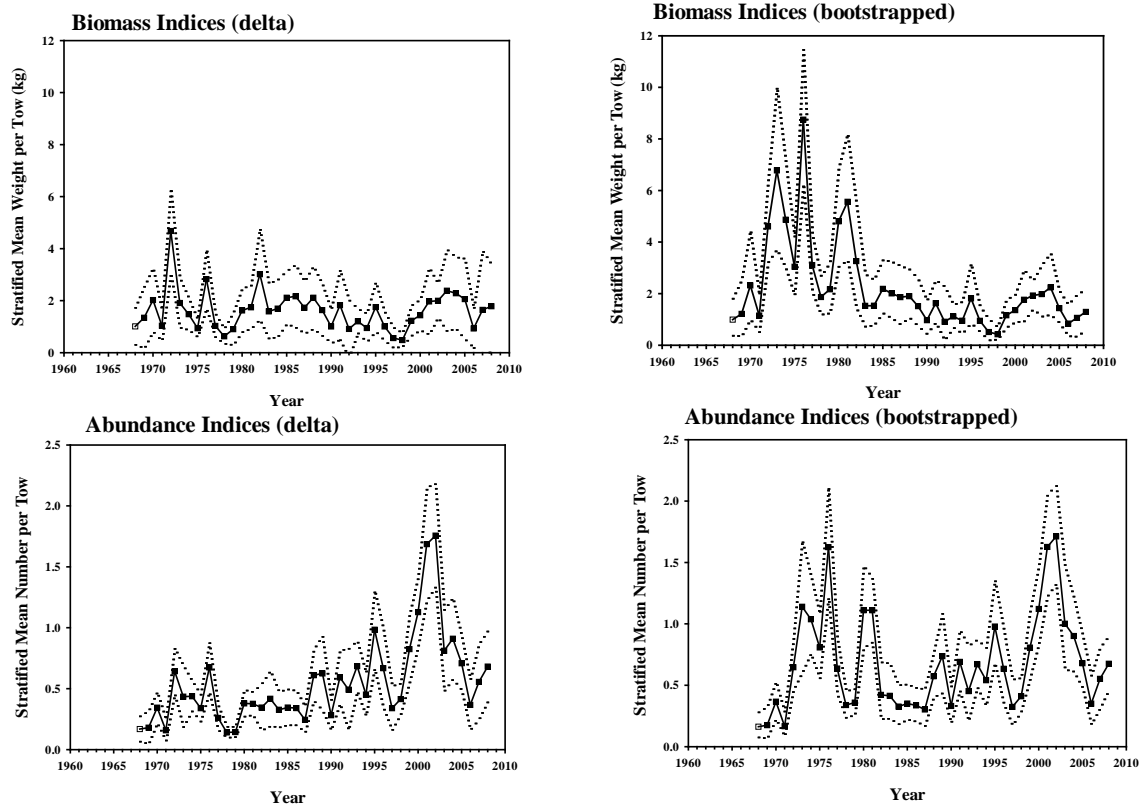 Biomass Indices (delta)
Stratified Mean Weight per Tow (kg)
12
10
8
6
4
2
0
1960 1965 1970 1975 1980 1985 1990 1995 2000 2005 2010
Year
Biomass Indices (bootstrapped)
Stratified Mean Weight per Tow (kg)
12
10
8
6
4
2
0
1960 1965 1970 1975 1980 1985 1990 1995 2000 2005 2010
Year
Abundance Indices (delta)
Stratified Mean Number per Tow
2.5
2.0
1.5
1.0
0.5
0.0
1960 1965 1970 1975 1980 1985 1990 1995 2000 2005 2010
Year
Abundance Indices (bootstrapped)
Stratified Mean Number per Tow
2.5
2.0
1.5
1.0
0.5
0.0
1960 1965 1970 1975 1980 1985 1990 1995 2000 2005 2010
Year